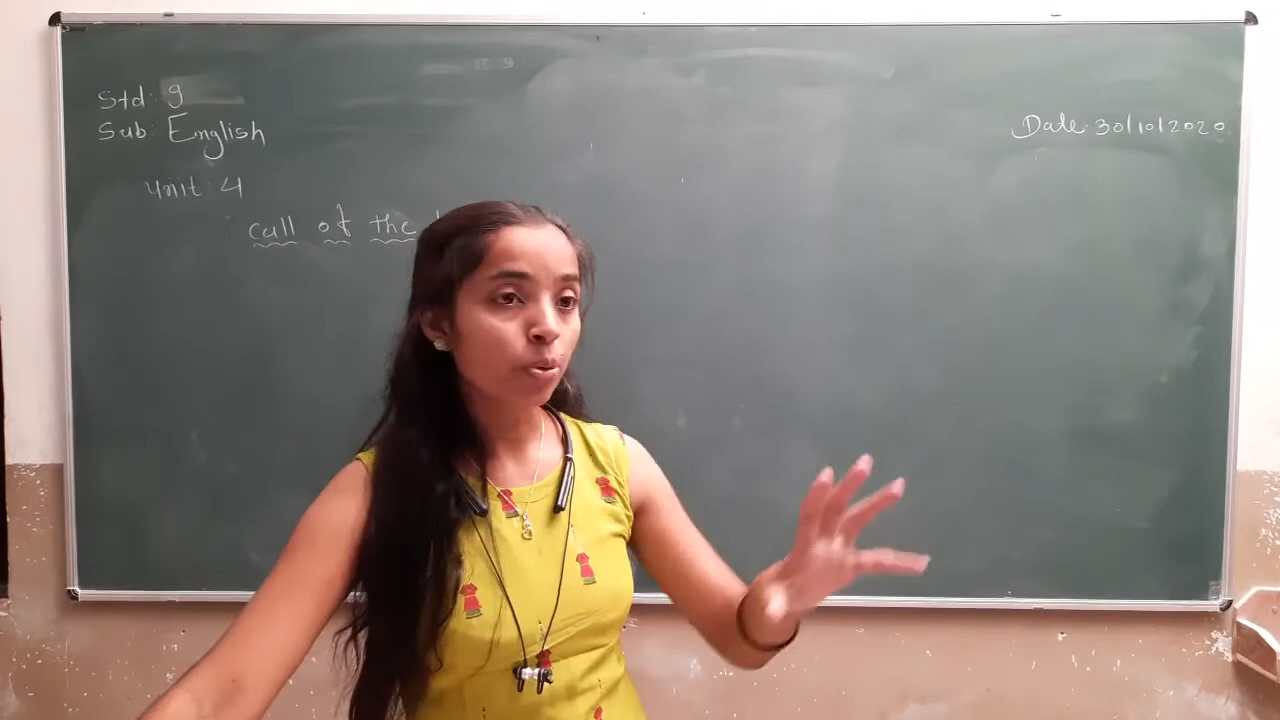 Std: 9
Sub: English
Date: 30/10/2020
Unit: 4
"call of the